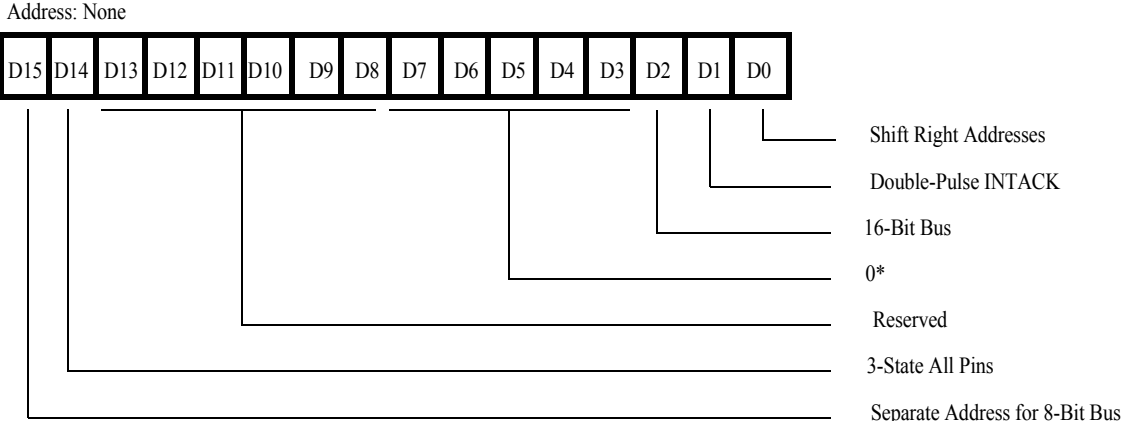 Address: None
D15 D14 D13 D12 D11 D10 D9 D8 D7 D6 D5 D4 D3 D2 D1 D0
Shift Right Addresses
Double-Pulse INTACK
16-Bit Bus
0*
Reserved
3-State All Pins
Separate Address for 8-Bit Bus